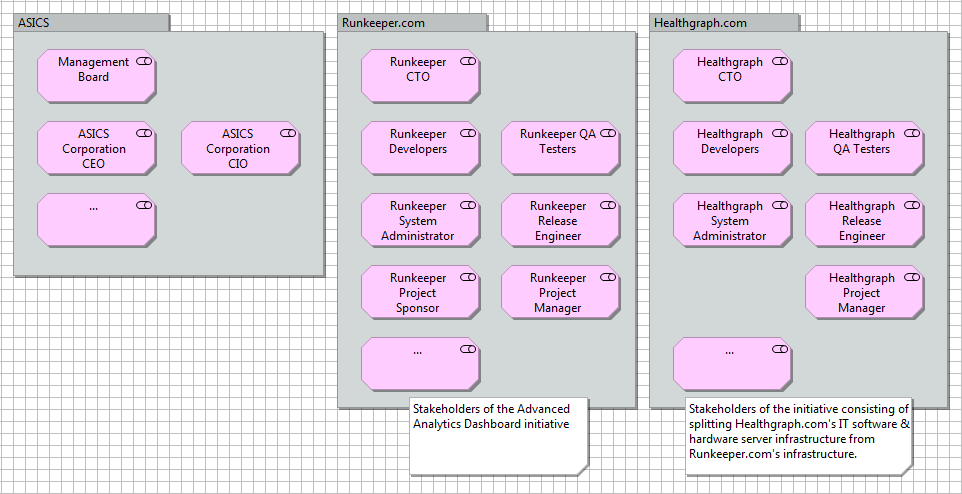 ASICS
Management
Board
ASICS
Corporation
CEO
ASICS
Corporation
CIO
...
Runkeeper.com
Runkeeper
CTO
Runkeeper
Developers
Runkeeper QA
Testers
Runkeeper
System
Administrator
Runkeeper
Release
Engineer
Runkeeper
Project
Sponsor
Runkeeper
Project
Manager
...
Stakeholders of the Advanced
Analytics Dashboard initiative
Healthgraph.com
Healthgraph
CTO
Healthgraph
Developers
Healthgraph
QA Testers
Healthgraph
System
Administrator
Healthgraph
Release
Engineer
Healthgraph
Project
Manager
...
Stakeholders of the initiative consisting of
splitting Healthgraph.com's IT software &
hardware server infrastructure from
Runkeeper.com's infrastructure.